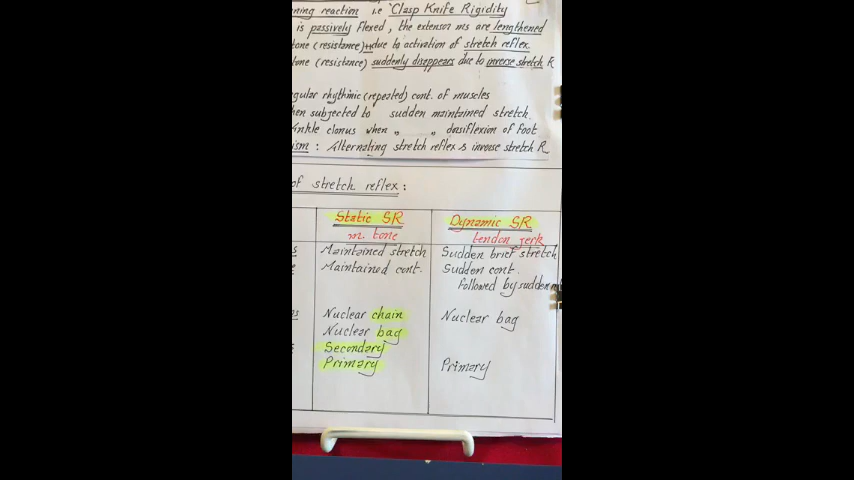 ning reaction i.e "Clasp Knife Rigidity
is passively flexed, the extensor ms are lengthened
tone (resistance) due to activation of stretch reflex
tone (resistance) suddenly disappears due to inverse stretch R
gular rhythmic (repeated) cont. of muscles
hen subjected to sudden maintained stretch.
Ankle clonus when " " dorsiflexion of foot
ism : Alternating stretch reflex & inverse stretch R
of stretch reflex :
Static SR Dynamic SR
m. tone tendon jerk
Maintained stretch Sudden brief stretch
Maintained cont. Sudden cont.
followed by sudden
Nuclear chain Nuclear bag
Nuclear bag
Secondary
Primary Primary